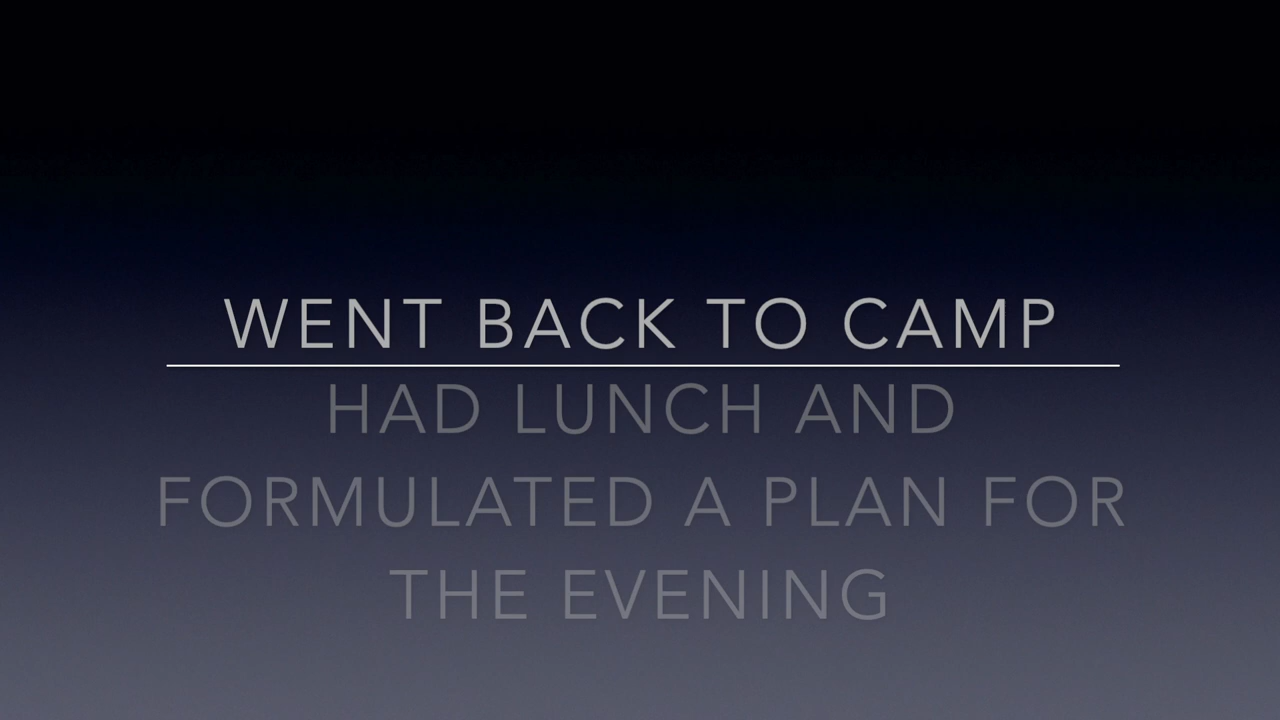 WENT BACK TO CAMP
HAD LUNCH AND
FORMULATED A PLAN FOR
THE EVENING